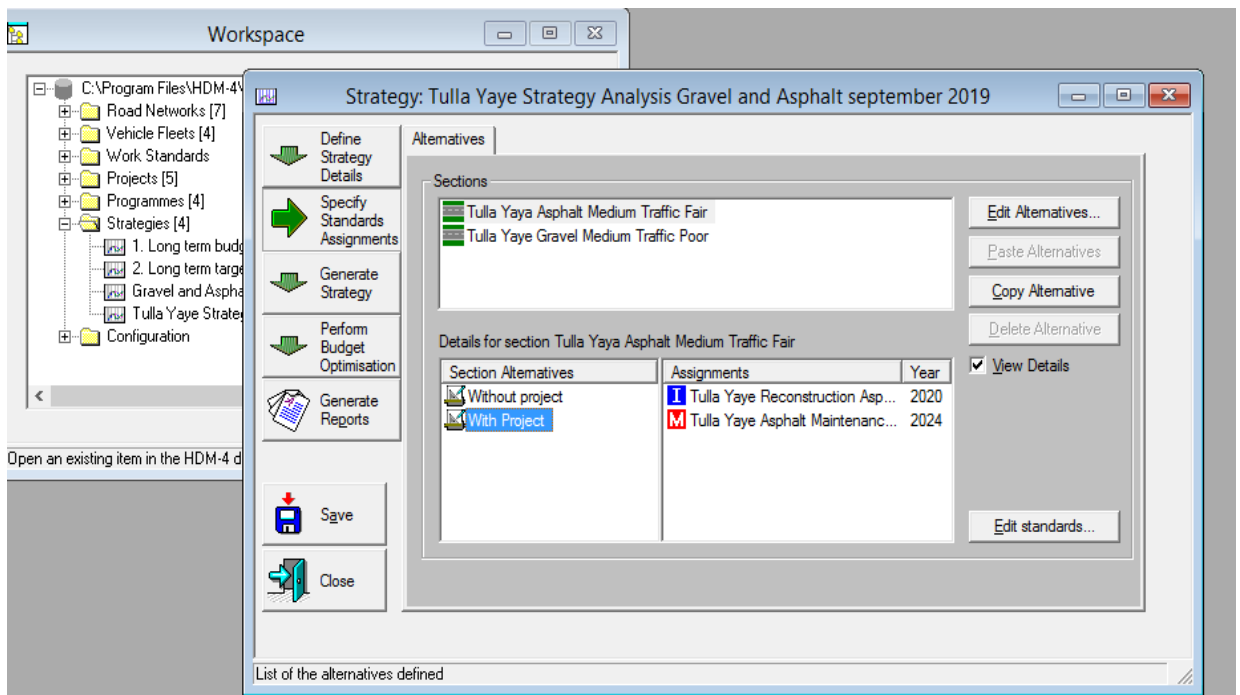 Workspace
C:\Program Files\HDM-4\
Road Networks [7]
Vehicle Fleets [4]
Work Standards
Projects [5]
Programmes [4]
Strategies [4]
1. Long term budg
2. Long term targe
Gravel and Aspha
Tulla Yaye Strate
Configuration
Open an existing item in the HDM-4 d
Strategy: Tulla Yaye Strategy Analysis Gravel and Asphalt september 2019
Define
Strategy
Details
Specify
Standards
Assignments
Generate
Strategy
Perform
Budget
Optimisation
Generate
Reports
Save
Close
Alternatives
Sections
Tulla Yaya Asphalt Medium Traffic Fair
Tulla Yaye Gravel Medium Traffic Poor
Edit Alternatives...
Paste Alternatives
Copy Alternative
Delete Alternative
View Details
Details for section Tulla Yaya Asphalt Medium Traffic Fair
Section Alternatives Assignments Year
Without project I Tulla Yaye Reconstruction Asp... 2020
With Project M Tulla Yaye Asphalt Maintenanc... 2024
Edit standards...
List of the alternatives defined